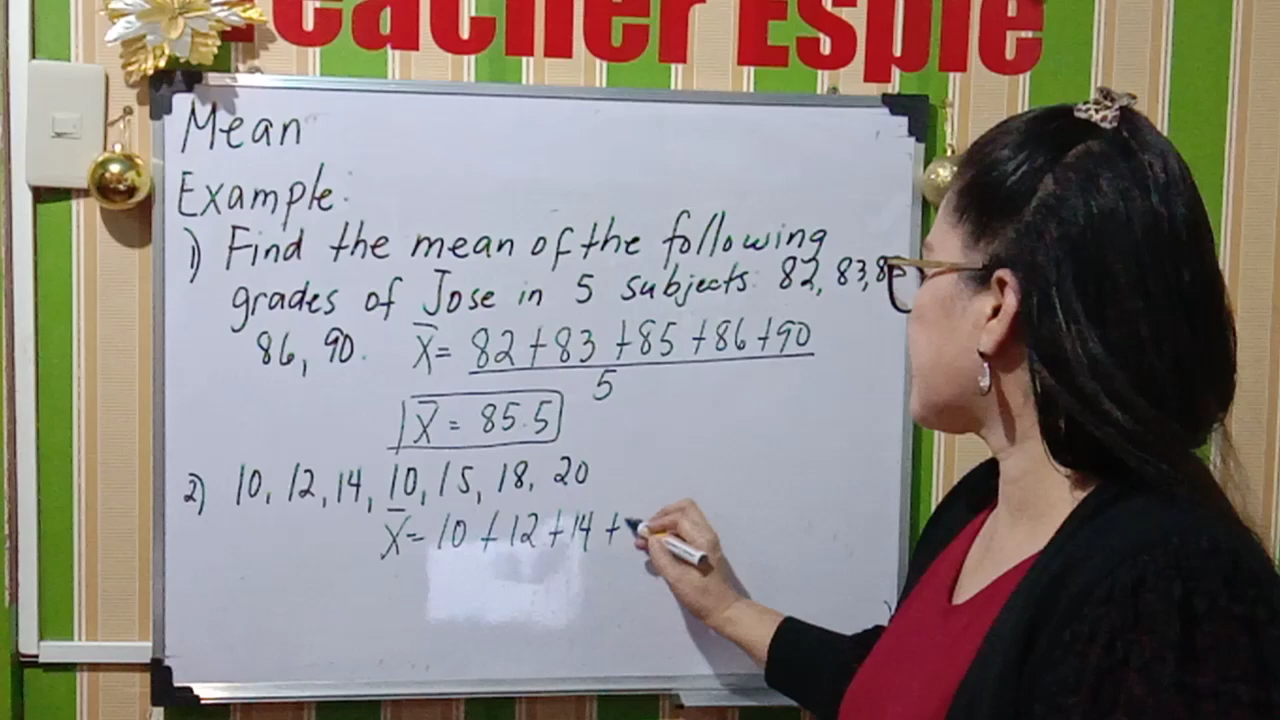 Teacher Espie
Mean
Example:
1) Find the mean of the following
grades of Jose in 5 subjects: 82, 83, 8
86, 90.
X̅ = 82+83+85+86+90
5
X̅ = 85.5
2) 10, 12, 14, 10, 15, 18, 20
X̅ = 10 + 12 + 14 +